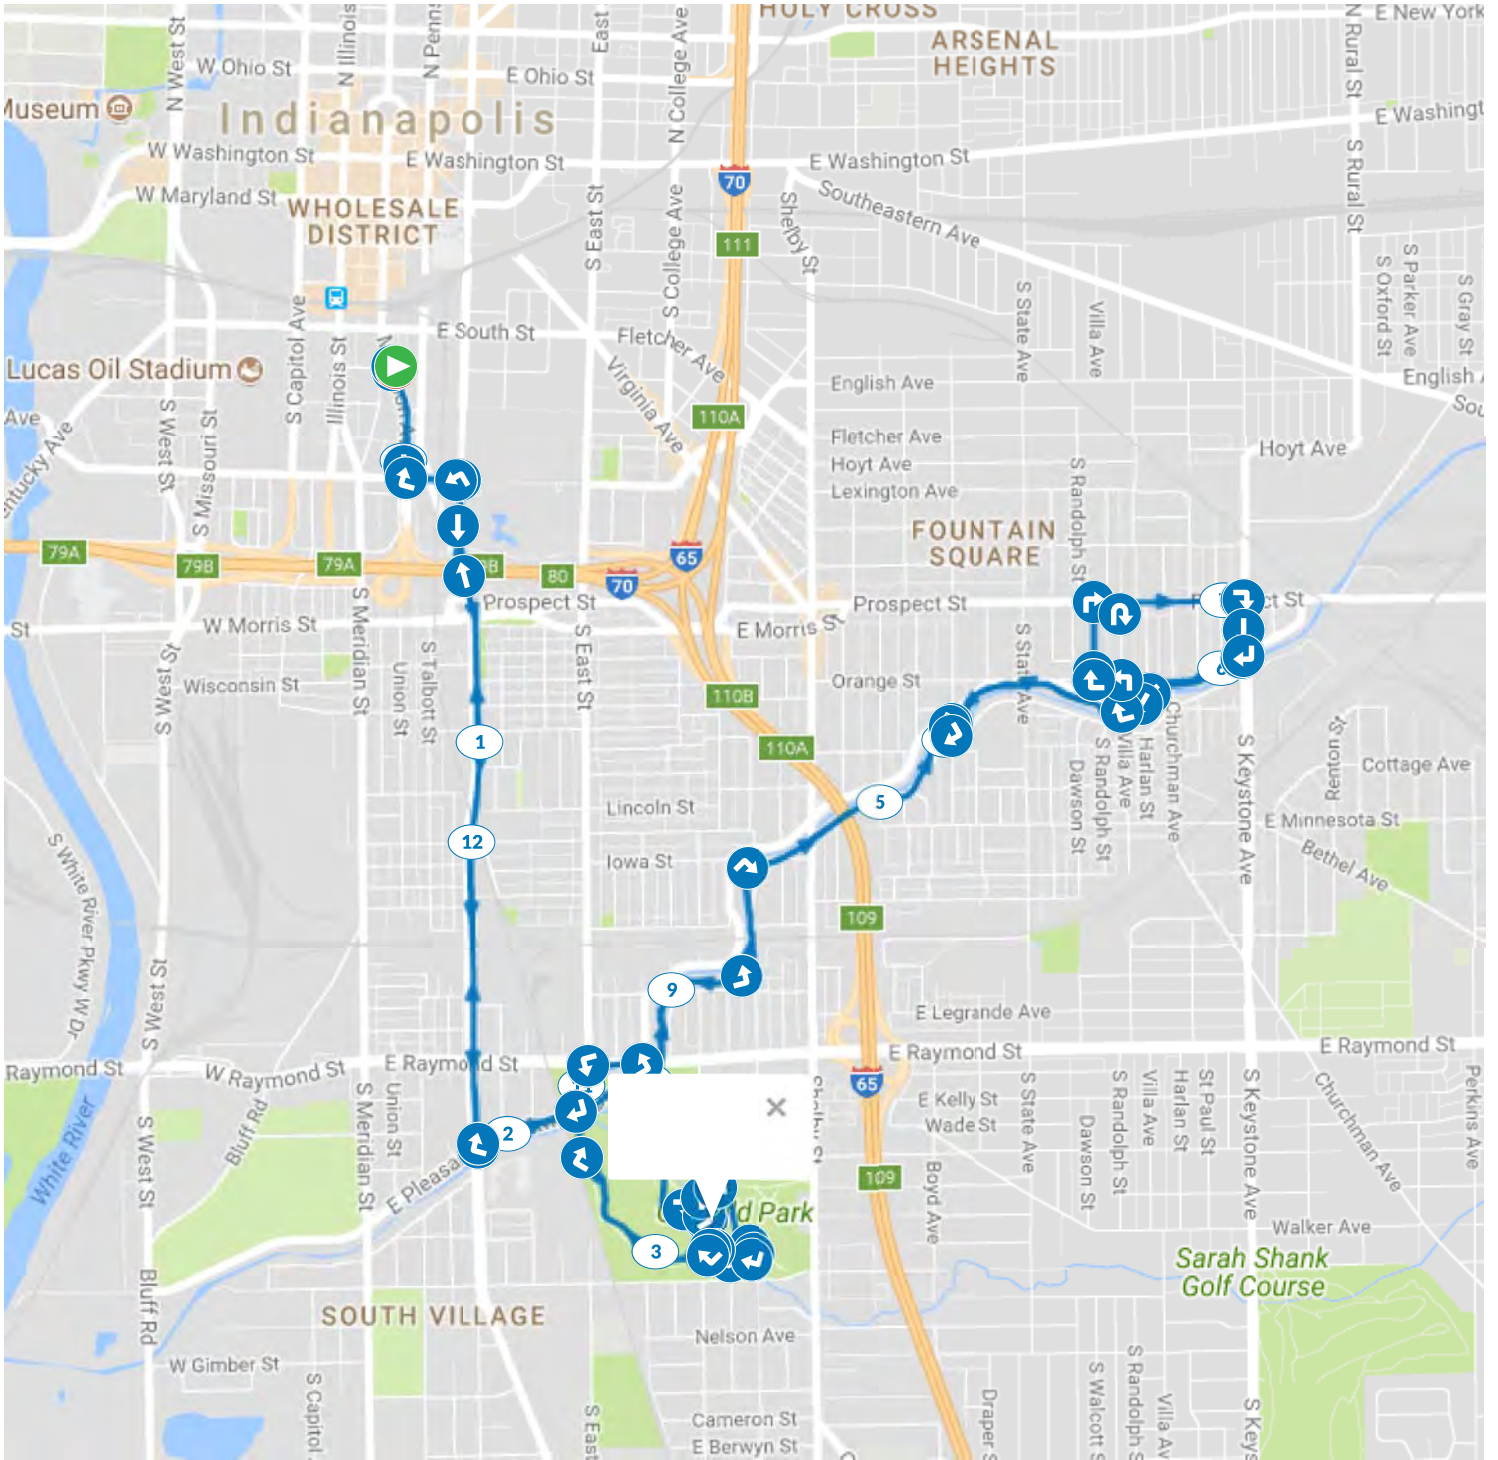 HOLY CROSS
E New York
ARSENAL
HEIGHTS
N West St
N Illinois
N Penns
East
N College Ave
N Rural St
W Ohio St
E Ohio St
Museum
Indianapolis
E Washingt
W Washington St
E Washington St
E Washington St
70
S Rural St
W Maryland St
WHOLESALE
DISTRICT
S East St
S College Ave
Shelby St
Southeastern Ave
111
S Oxford St
S Parker Ave
S Gray St
S State Ave
Villa Ave
S Capitol Ave
E South St
Fletcher Ave
Lucas Oil Stadium
Illinois St
Virginia Ave
English Ave
English
110A
Ave
entucky Ave
S West St
S Missouri St
Fletcher Ave
Hoyt Ave
Hoyt Ave
Lexington Ave
S Randolph St
FOUNTAIN
SQUARE
79A
79B
79A
80
70
65
Prospect St
Prospect St
St
W Morris St
E Morris St
S Meridian St
S East St
S State Ave
S West St
Wisconsin St
Union St
S Talbott St
Orange St
110B
110A
1
Churchman Ave
Harlan St
Villa Ave
S Randolph St
Dawson St
S Keystone Ave
Renton St
Cottage Ave
5
Lincoln St
E Minnesota St
12
Iowa St
Bethel Ave
S White River Pkwy W Dr
109
S West St
9
E Legrande Ave
E Raymond St
E Raymond St
E Raymond St
Raymond St
W Raymond St
65
S Meridian St
Union St
S State Ave
E Kelly St
Wade St
Dawson St
S Randolph St
Villa Ave
Harlan St
St Paul St
S Keystone Ave
Churchman Ave
Perkins Ave
White River
S West St
Bluff Rd
2
E Pleasa
109
Boyd Ave
d Park
Walker Ave
3
Sarah Shank
Golf Course
Bluff Rd
SOUTH VILLAGE
Nelson Ave
W Gimber St
S Capitol
S East
Cameron St
E Berwyn St
Draper S
S Walcott S
S Randolph S
Villa Av
S Keys